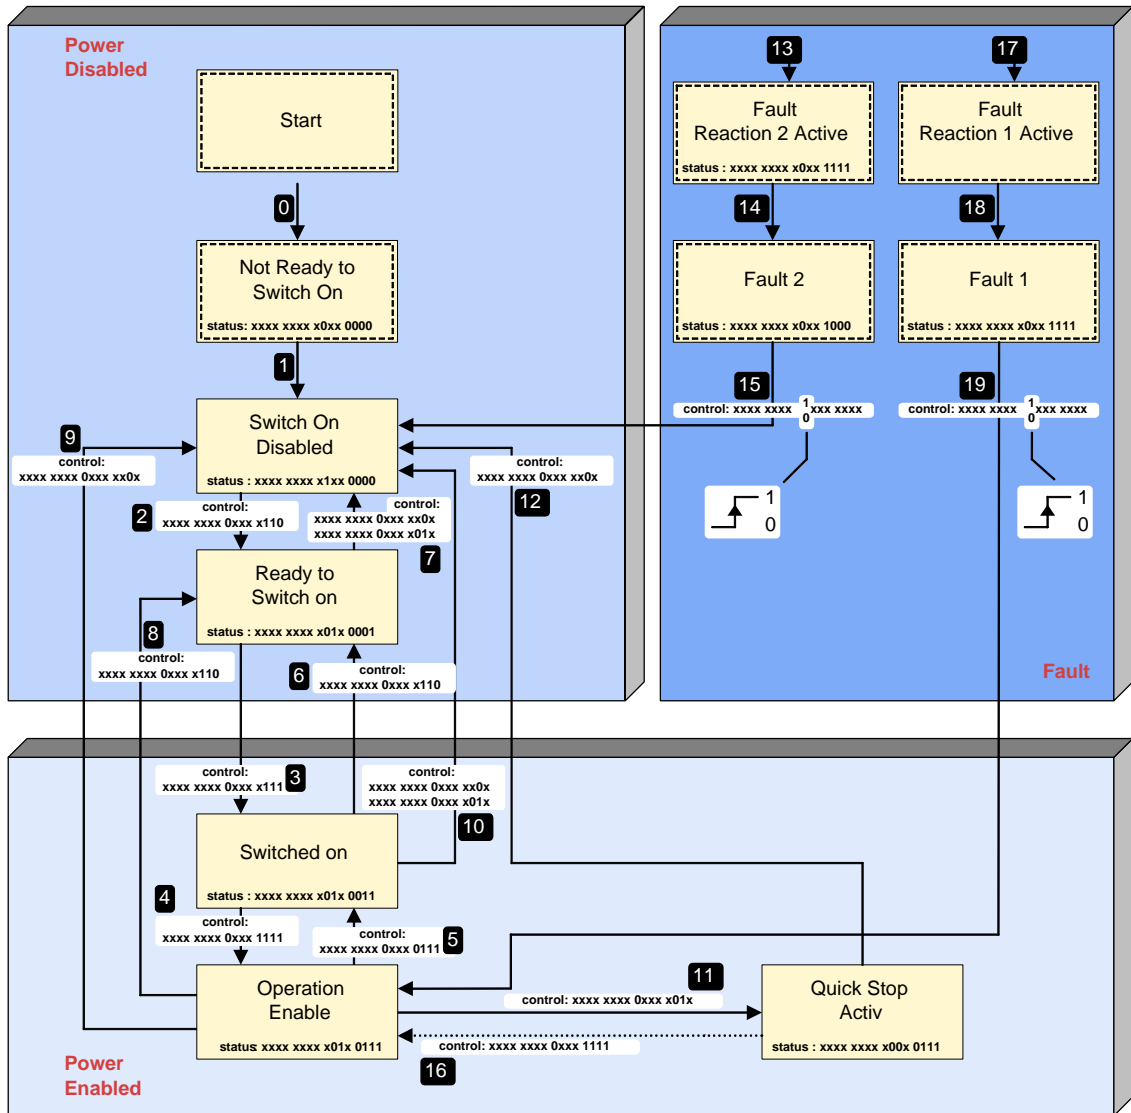 Power
Disabled
Start
0
Not Ready to
Switch On
status: xxxx xxxx x0xx 0000
1
Switch On
Disabled
status : xxxx xxxx x1xx 0000
9
control:
xxxx xxxx 0xxx xx0x
2
control:
xxxx xxxx 0xxx x110
control:
xxxx xxxx 0xxx xx0x
xxxx xxxx 0xxx x01x
7
control:
xxxx xxxx 0xxx xx0x
12
Ready to
Switch on
status : xxxx xxxx x01x 0001
8
control:
xxxx xxxx 0xxx x110
6
control:
xxxx xxxx 0xxx x110
13
Fault
Reaction 2 Active
status : xxxx xxxx x0xx 1111
17
Fault
Reaction 1 Active
14
18
Fault 2
status : xxxx xxxx x0xx 1000
Fault 1
status : xxxx xxxx x0xx 1111
15
control: xxxx xxxx 1 xxx xxxx
0
19
control: xxxx xxxx 1 xxx xxxx
0
1
0
1
0
Fault
control:
xxxx xxxx 0xxx x111
3
control:
xxxx xxxx 0xxx xx0x
xxxx xxxx 0xxx x01x
10
Switched on
status : xxxx xxxx x01x 0011
4
control:
xxxx xxxx 0xxx 1111
control:
xxxx xxxx 0xxx 0111
5
Operation
Enable
status: xxxx xxxx x01x 0111
11
control: xxxx xxxx 0xxx x01x
control: xxxx xxxx 0xxx 1111
16
Quick Stop
Activ
status : xxxx xxxx x00x 0111
Power
Enabled